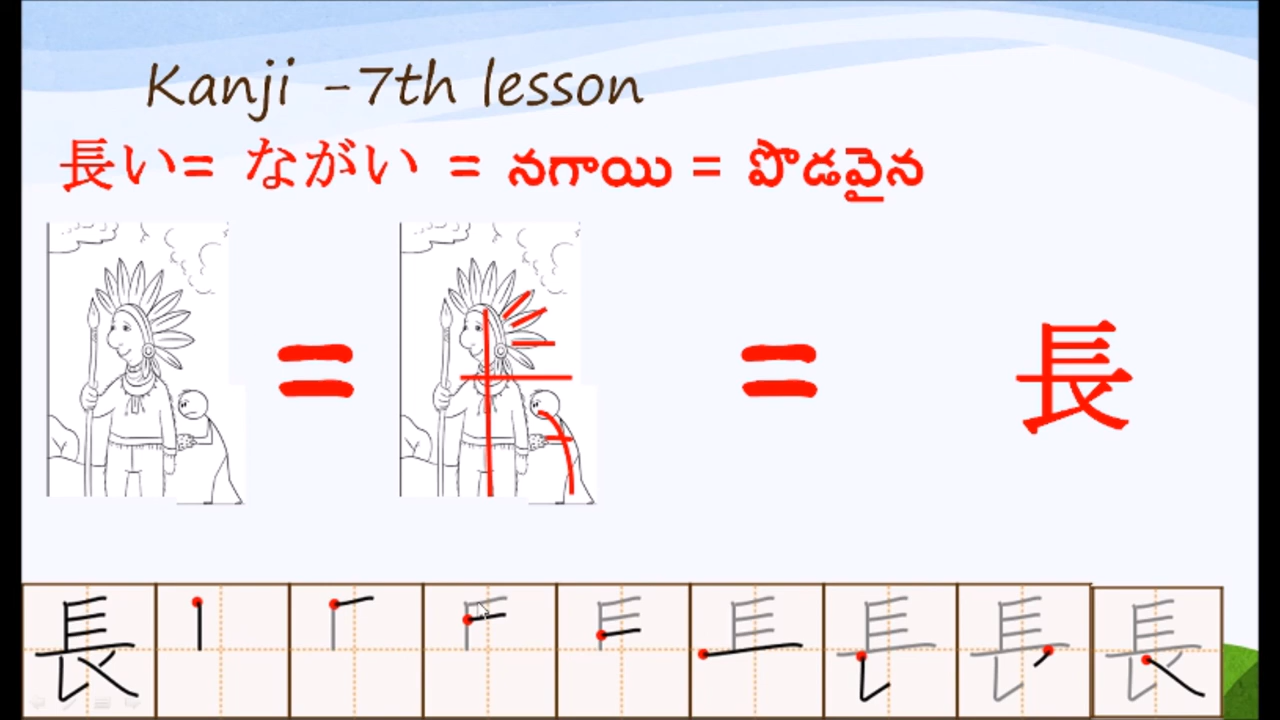 Kanji -7th lesson
長い= ながい = నగాయి = పొడవైన
= = 長
長